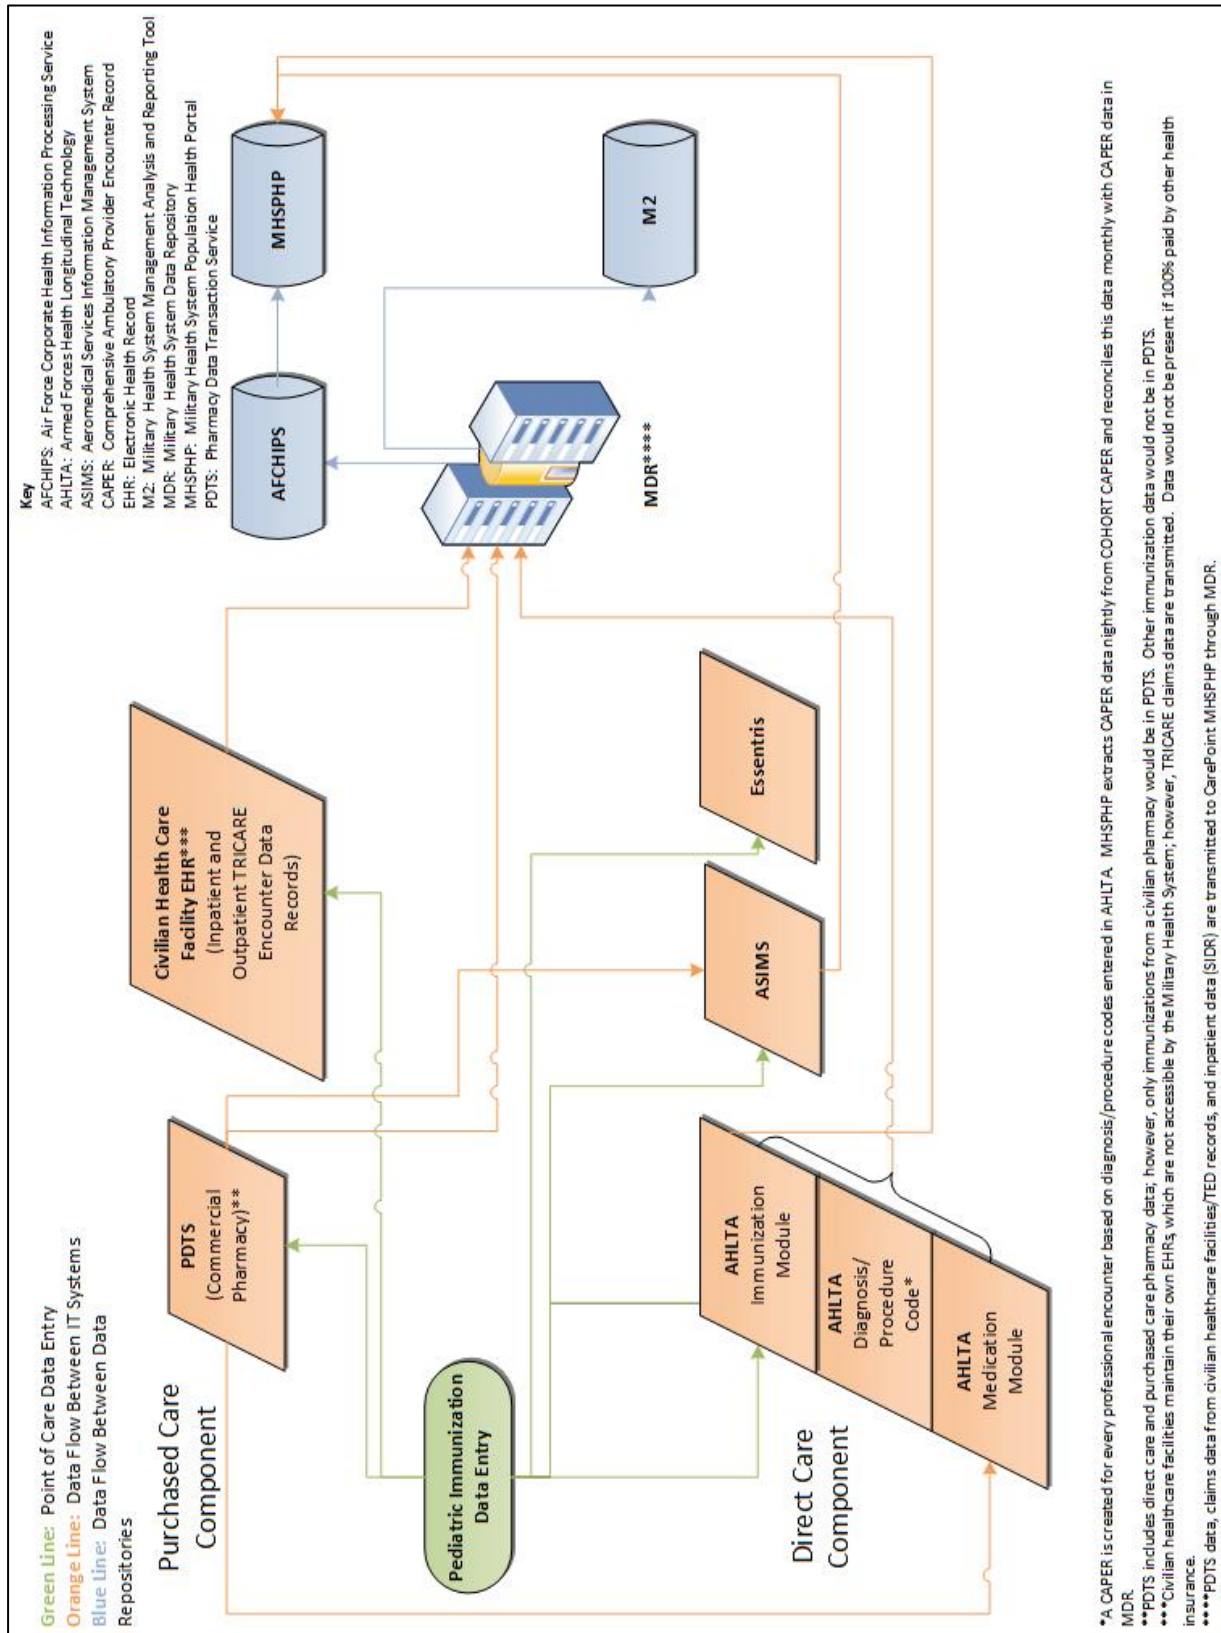 Green Line: Point of Care Data Entry
Orange Line: Data Flow Between IT Systems
Blue Line: Data Flow Between Data
Repositories
Key
AFCHIPS: Air Force Corporate Health Information Processing Service
AHLTA: Armed Forces Health Longitudinal Technology
ASIMS: Aeromedical Services Information Management System
CAPER: Comprehensive Ambulatory Provider Encounter Record
EHR: Electronic Health Record
M2: Military Health System Management Analysis and Reporting Tool
MDR: Military Health System Data Repository
MHSPHP: Military Health System Population Health Portal
PDTS: Pharmacy Data Transaction Service
Purchased Care
Component
PDTS
(Commercial
Pharmacy)**
Civilian Health Care
Facility EHR***
(Inpatient and
Outpatient TRICARE
Encounter Data
Records)
AFCHIPS
MHSPHP
Pediatric Immunization
Data Entry
MDR****
M2
Direct Care
Component
AHLTA
Immunization
Module
AHLTA
Diagnosis/
Procedure
Code*
AHLTA
Medication
Module
ASIMS
Essentris
*A CAPER is created for every professional encounter based on diagnosis/procedure codes entered in AHLTA. MHSPHP extracts CAPER data nightly from COHORT CAPER and reconciles this data monthly with CAPER data in
MDR.
**PDTS includes direct care and purchased care pharmacy data; however, only immunizations from a civilian pharmacy would be in PDTS. Other immunization data would not be in PDTS.
***Civilian healthcare facilities maintain their own EHRs, which are not accessible by the Military Health System; however, TRICARE claims data are transmitted. Data would not be present if 100% paid by other health
insurance.
****PDTS data, claims data from civilian healthcare facilities/TED records, and inpatient data (SIDR) are transmitted to CarePoint MHSPHP through MDR.